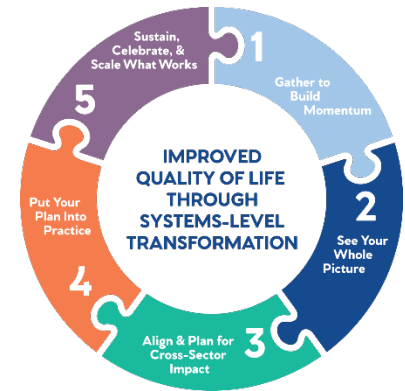 1
Gather to
Build
Momentum
2
See Your
Whole
Picture
3
Align & Plan for
Cross-Sector
Impact
4
Put Your
Plan Into
Practice
5
Sustain,
Celebrate, &
Scale What Works
IMPROVED
QUALITY OF LIFE
THROUGH
SYSTEMS-LEVEL
TRANSFORMATION